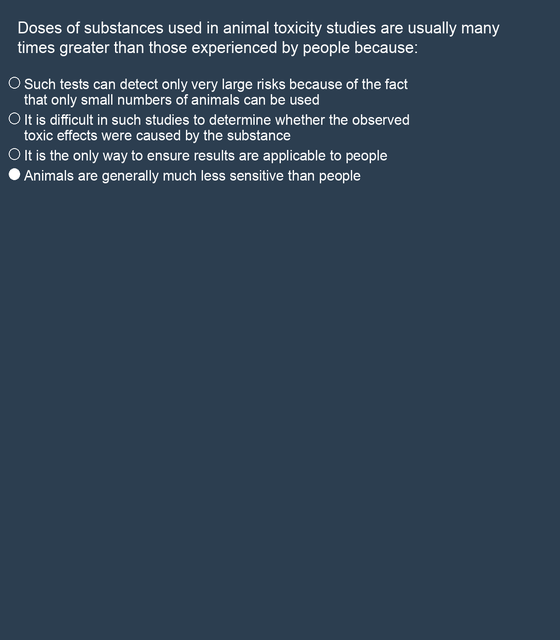 Doses of substances used in animal toxicity studies are usually many
times greater than those experienced by people because:
Such tests can detect only very large risks because of the fact
that only small numbers of animals can be used
It is difficult in such studies to determine whether the observed
toxic effects were caused by the substance
It is the only way to ensure results are applicable to people
Animals are generally much less sensitive than people